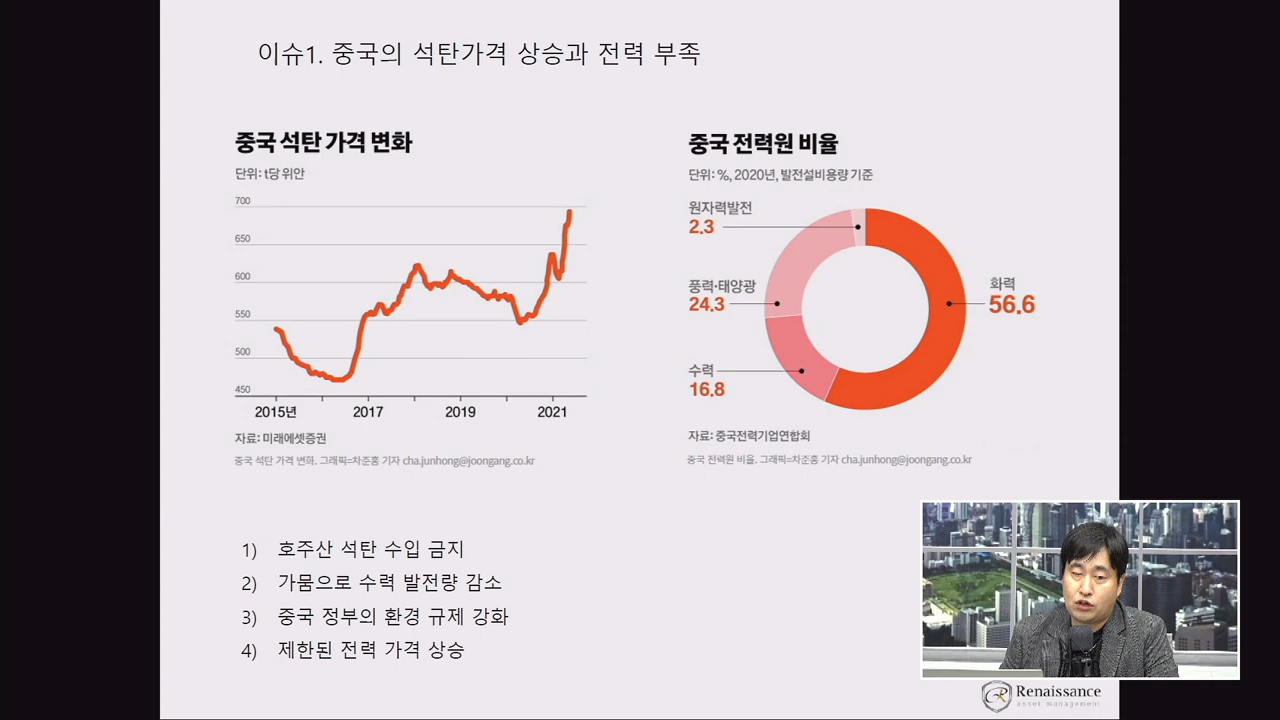 이슈1. 중국의 석탄가격 상승과 전력 부족
중국 석탄 가격 변화
단위: t당 위안
700
650
600
550
500
450
2015년 2017 2019 2021
자료: 미래에셋증권
중국 석탄 가격 변화. 그래픽=차준홍 기자 cha.junhong@joongang.co.kr
중국 전력원 비율
단위: %, 2020년, 발전설비용량 기준
원자력발전
2.3
풍력·태양광
24.3
수력
16.8
화력
56.6
자료: 중국전력기업연합회
중국 전력원 비율. 그래픽=차준홍 기자 cha.junhong@joongang.co.kr
1) 호주산 석탄 수입 금지
2) 가뭄으로 수력 발전량 감소
3) 중국 정부의 환경 규제 강화
4) 제한된 전력 가격 상승
Renaissance
asset management